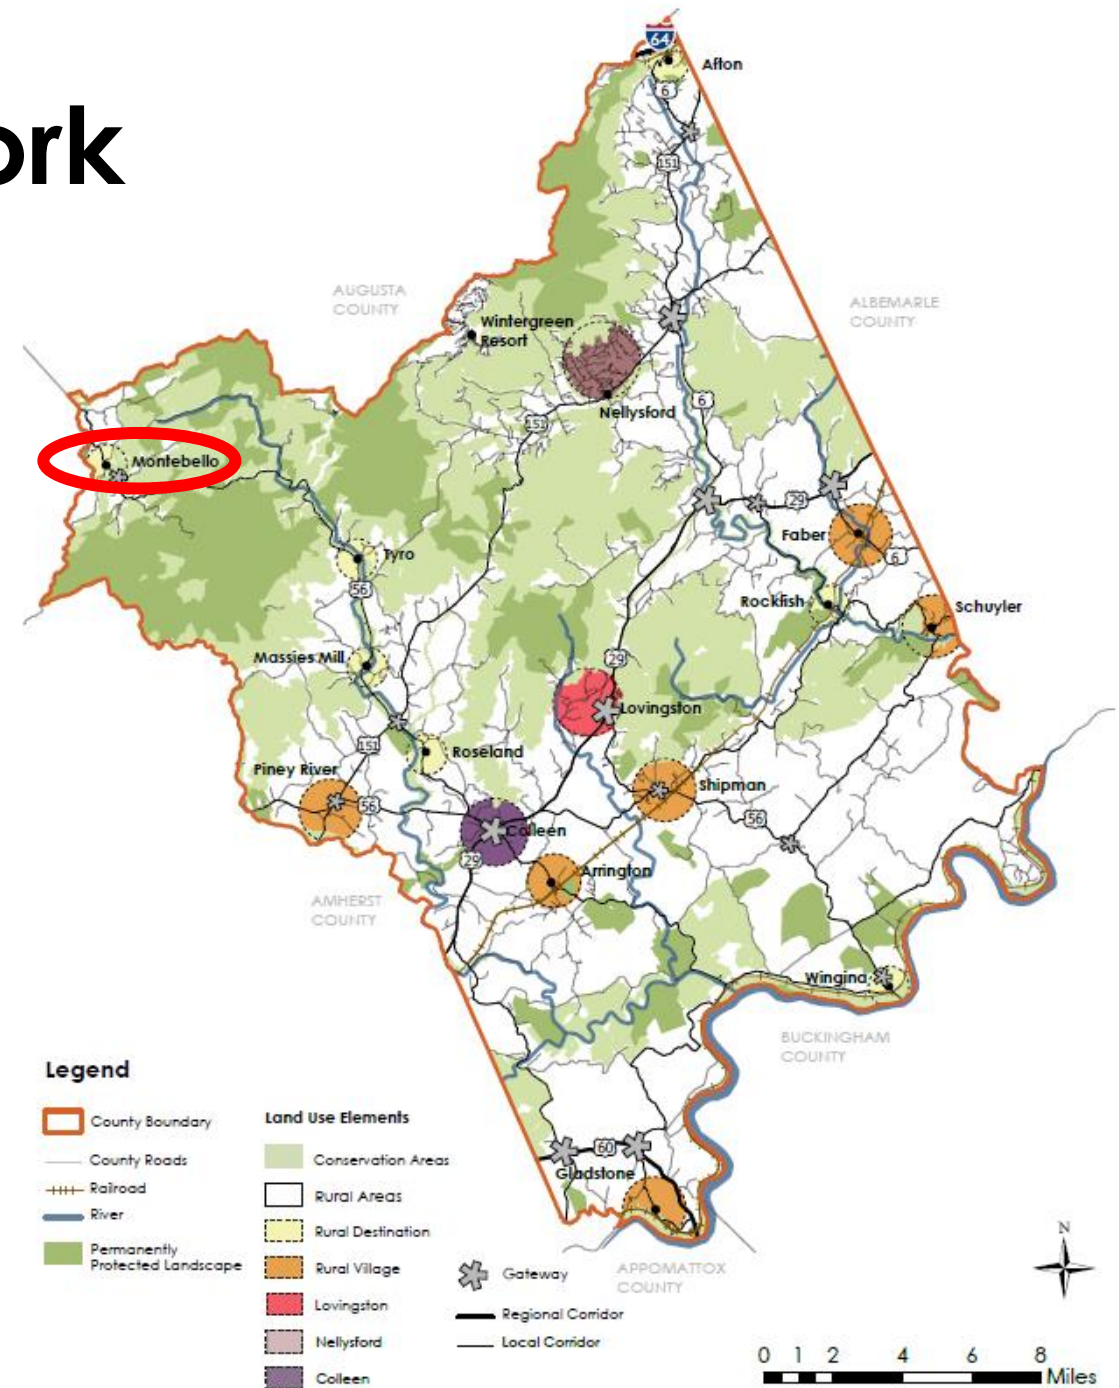 ork
64
Afton
6
151
AUGUSTA
COUNTY
ALBEMARLE
COUNTY
Wintergreen
Resort
Nellysford
6
151
Montebello
29
Faber
6
Tyro
56
Rockfish
Schuyler
Massies Mill
29
Lovingston
151
Roseland
Piney River
56
Shipman
56
Colleen
29
Arrington
AMHERST
COUNTY
Wingina
BUCKINGHAM
COUNTY
60
Gladstone
APPOMATTOX
COUNTY
Legend
County Boundary
County Roads
Railroad
River
Permanently
Protected Landscape
Land Use Elements
Conservation Areas
Rural Areas
Rural Destination
Rural Village
Lovingston
Nellysford
Colleen
Gateway
Regional Corridor
Local Corridor
N
0 1 2 4 6 8
Miles